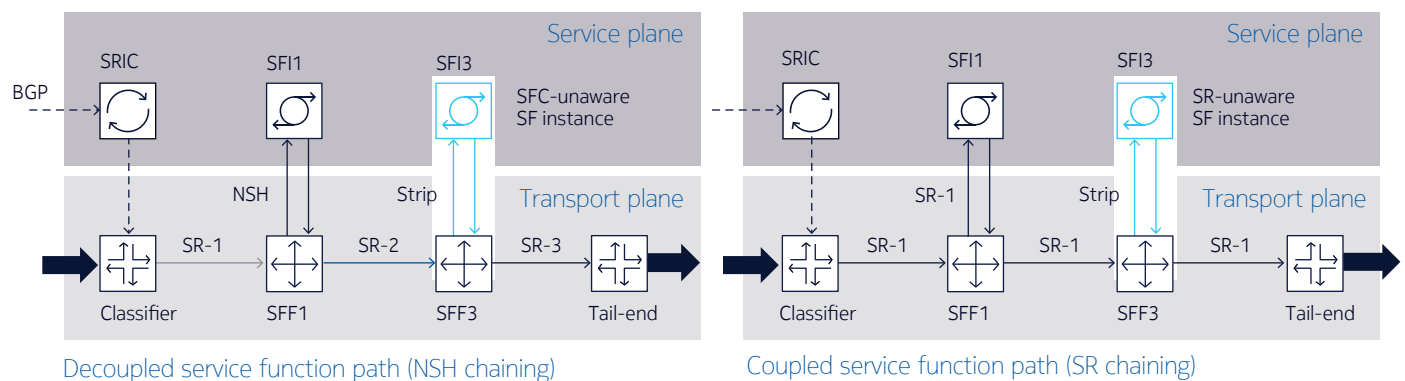 Service plane
SRIC
SFI1
SFI3
BGP
SFC-unaware
SF instance
NSH
Strip
Transport plane
SR-1
SR-2
SR-3
Classifier
SFF1
SFF3
Tail-end
Decoupled service function path (NSH chaining)
Service plane
SRIC
SFI1
SFI3
SR-unaware
SF instance
SR-1
Strip
Transport plane
SR-1
SR-1
SR-1
Classifier
SFF1
SFF3
Tail-end
Coupled service function path (SR chaining)